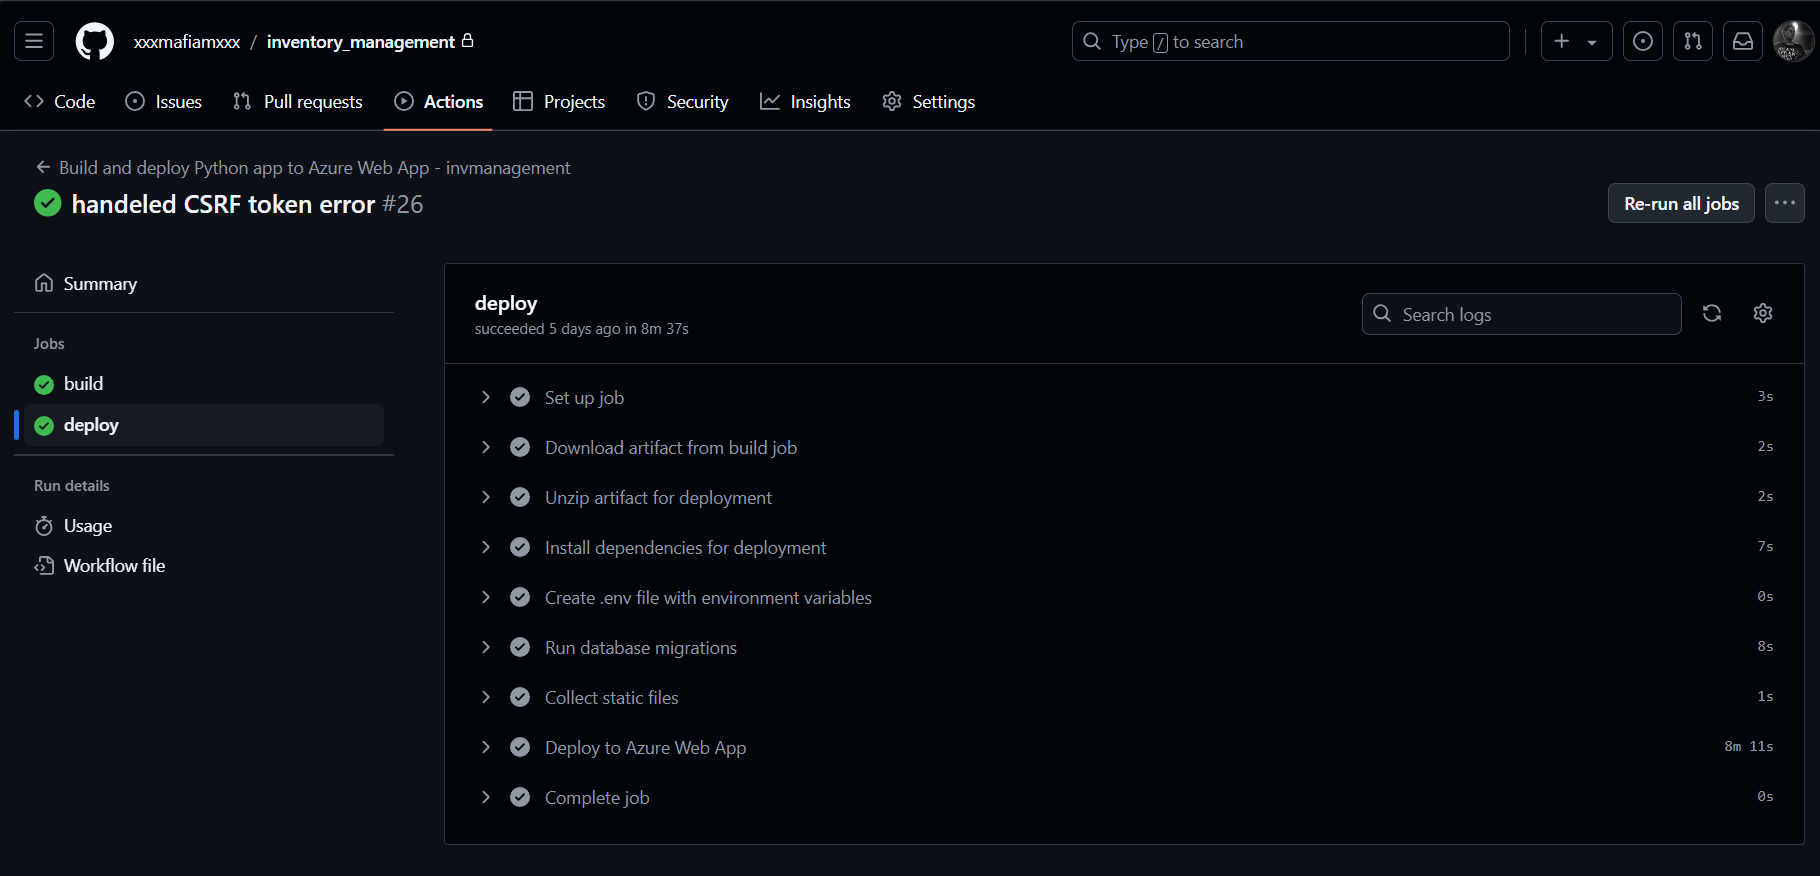 xxxmafiamxxx / inventory_management
Type / to search
Code
Issues
Pull requests
Actions
Projects
Security
Insights
Settings
Build and deploy Python app to Azure Web App - invmanagement
handeled CSRF token error #26
Re-run all jobs
Summary
Jobs
build
deploy
Run details
Usage
Workflow file
deploy
succeeded 5 days ago in 8m 37s
Search logs
Set up job 3s
Download artifact from build job 2s
Unzip artifact for deployment 2s
Install dependencies for deployment 7s
Create .env file with environment variables 0s
Run database migrations 8s
Collect static files 1s
Deploy to Azure Web App 8m 11s
Complete job 0s